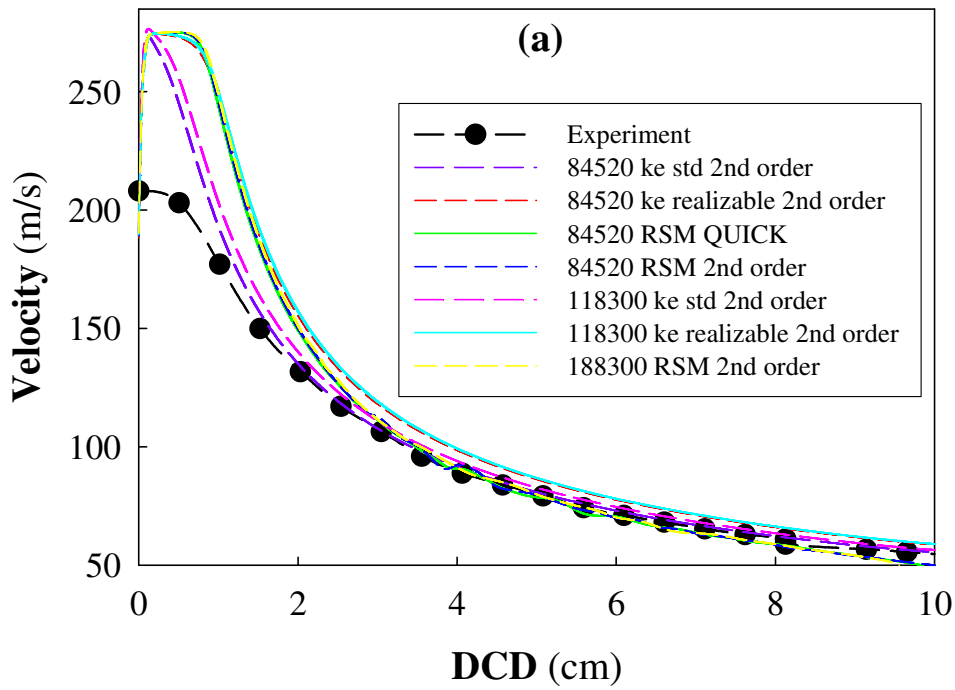 (a)
250
200
150
100
50
Velocity (m/s)
Experiment
84520 ke std 2nd order
84520 ke realizable 2nd order
84520 RSM QUICK
84520 RSM 2nd order
118300 ke std 2nd order
118300 ke realizable 2nd order
188300 RSM 2nd order
0 2 4 6 8 10
DCD (cm)